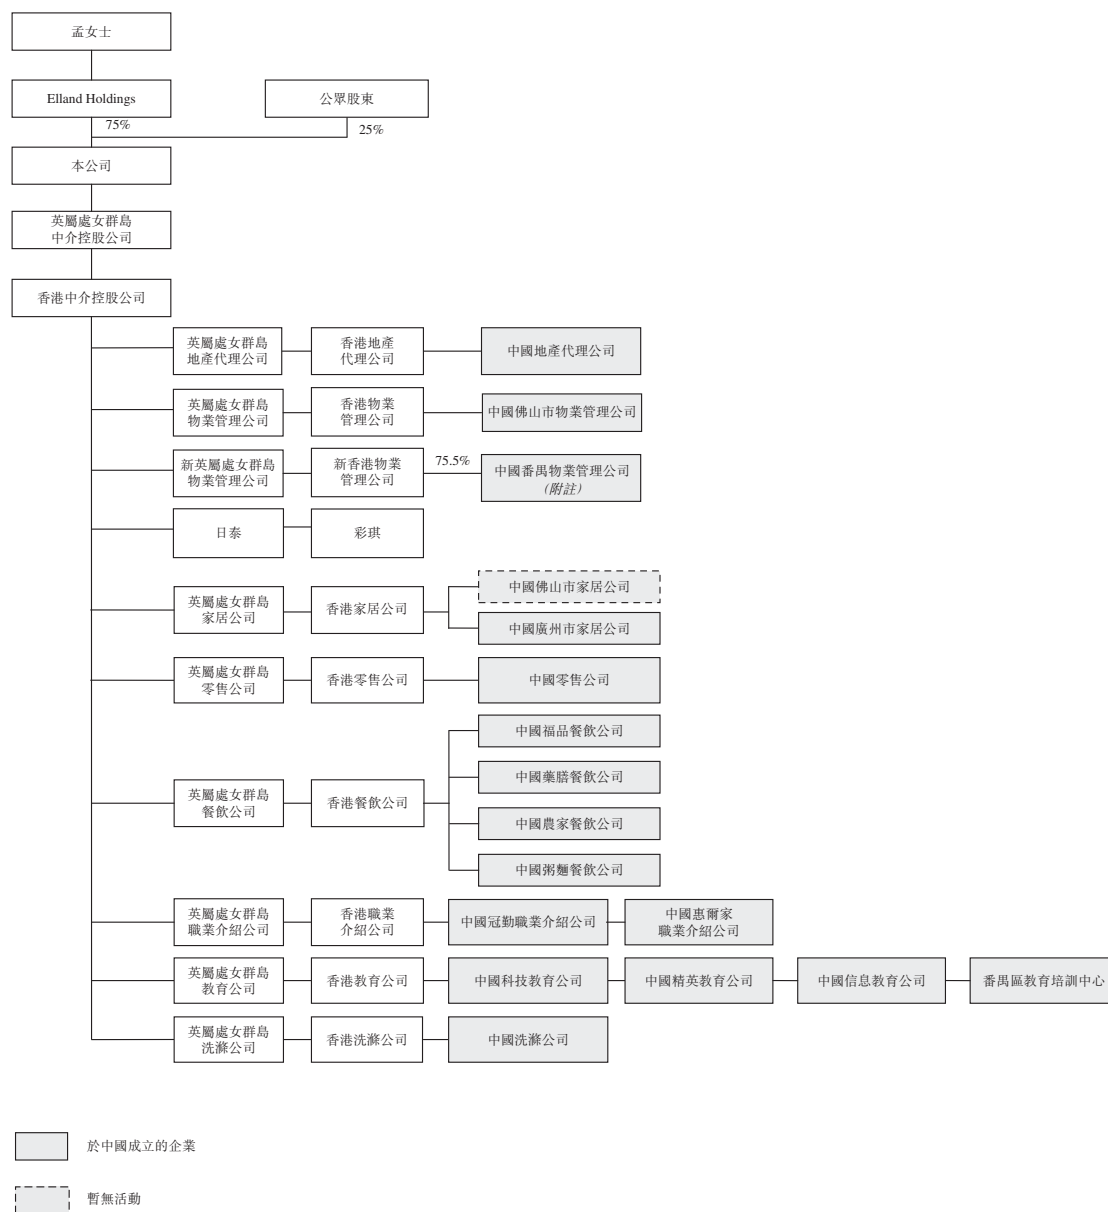 孟女士
Elland Holdings
公眾股東
75%
25%
本公司
英屬處女群島
中介控股公司
香港中介控股公司
英屬處女群島
地產代理公司
香港地產
代理公司
中國地產代理公司
英屬處女群島
物業管理公司
香港物業
管理公司
中國佛山市物業管理公司
新英屬處女群島
物業管理公司
新香港物業
管理公司
75.5%
中國番禺物業管理公司
(附註)
日泰
彩琪
英屬處女群島
家居公司
香港家居公司
中國佛山市家居公司
中國廣州市家居公司
英屬處女群島
零售公司
香港零售公司
中國零售公司
英屬處女群島
餐飲公司
香港餐飲公司
中國福品餐飲公司
中國藥膳餐飲公司
中國農家餐飲公司
中國粥麵餐飲公司
英屬處女群島
職業介紹公司
香港職業
介紹公司
中國冠勤職業介紹公司
中國惠爾家
職業介紹公司
英屬處女群島
教育公司
香港教育公司
中國科技教育公司
中國精英教育公司
中國信息教育公司
番禺區教育培訓中心
英屬處女群島
洗滌公司
香港洗滌公司
中國洗滌公司
於中國成立的企業
暫無活動